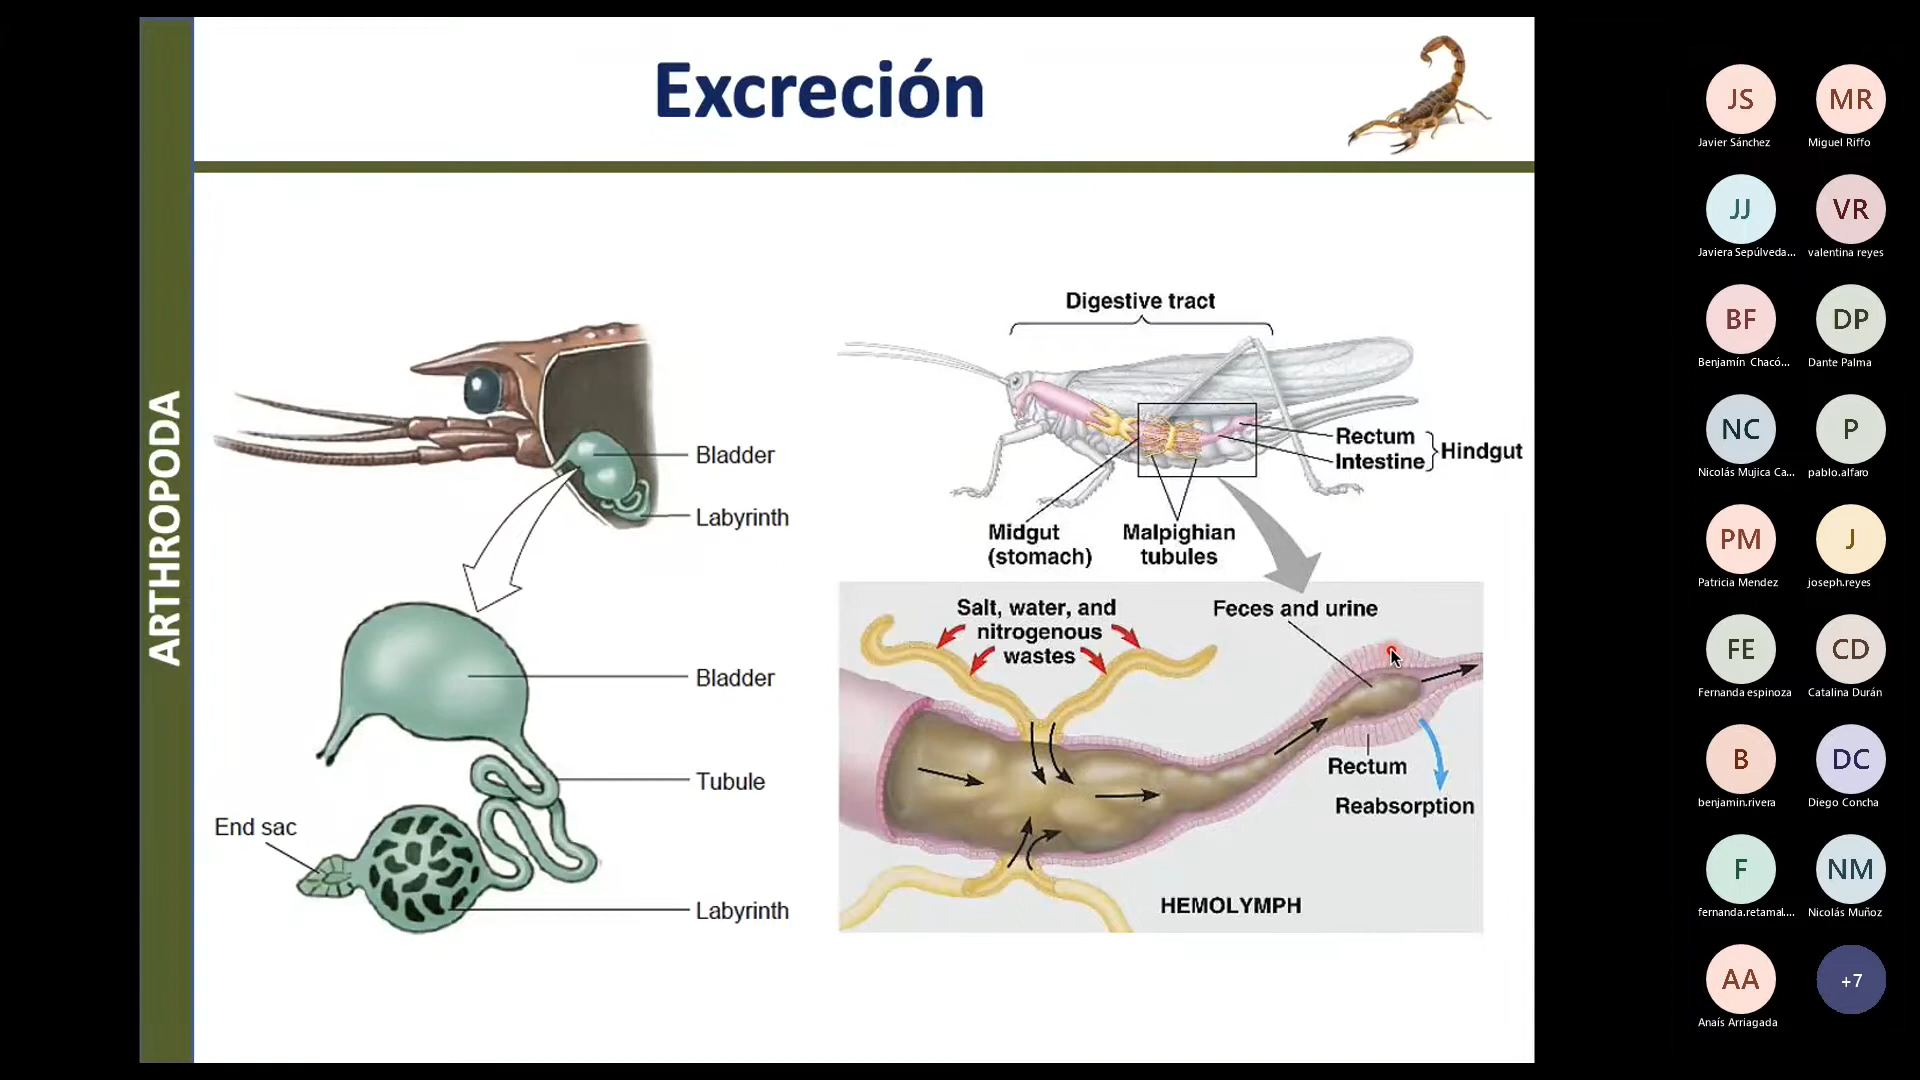 Excreción
ARTHROPODA
Bladder
Labyrinth
Bladder
Tubule
End sac
Labyrinth
Digestive tract
Rectum
Intestine
Hindgut
Midgut
(stomach)
Malpighian
tubules
Salt, water, and
nitrogenous
wastes
Feces and urine
Rectum
Reabsorption
HEMOLYMPH
JS
Javier Sánchez
MR
Miguel Riffo
JJ
Javiera Sepúlveda...
VR
valentina reyes
BF
Benjamín Chacó...
DP
Dante Palma
NC
Nicolás Mujica Ca...
P
pablo.alfaro
PM
Patricia Mendez
J
joseph.reyes
FE
Fernanda espinoza
CD
Catalina Durán
B
benjamin.rivera
DC
Diego Concha
F
fernanda.retamal....
NM
Nicolás Muñoz
AA
Anaís Arriagada
+7